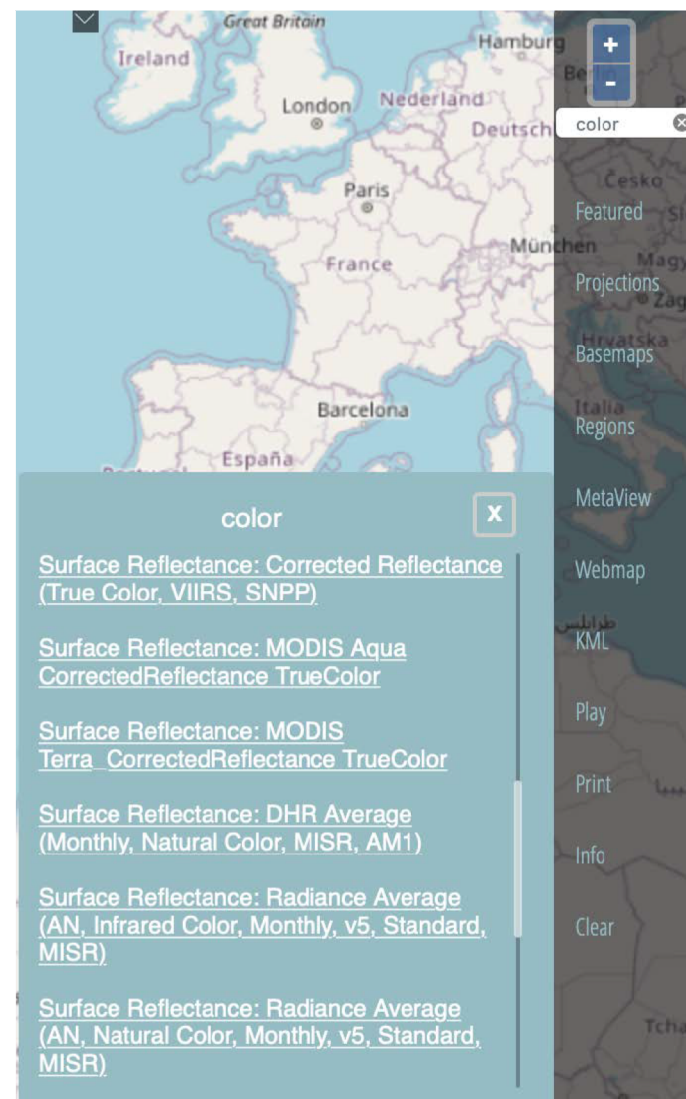 Great Britain
Ireland
Hamburg
+
-
London
Nederland
Deutsch
color
Česko
Paris
Featured
München
France
Projections
Zag
Hrvatska
Basemaps
Barcelona
Italia
Regions
España
MetaView
color
X
Webmap
طرابلس
KML
Play
Print
Info
Clear
Surface Reflectance: Corrected Reflectance
(True Color, VIIRS, SNPP)
Surface Reflectance: MODIS Aqua
CorrectedReflectance TrueColor
Surface Reflectance: MODIS
Terra_CorrectedReflectance TrueColor
Surface Reflectance: DHR Average
(Monthly, Natural Color, MISR, AM1)
Surface Reflectance: Radiance Average
(AN, Infrared Color, Monthly, v5, Standard,
MISR)
Surface Reflectance: Radiance Average
(AN, Natural Color, Monthly, v5, Standard,
MISR)
Tcha